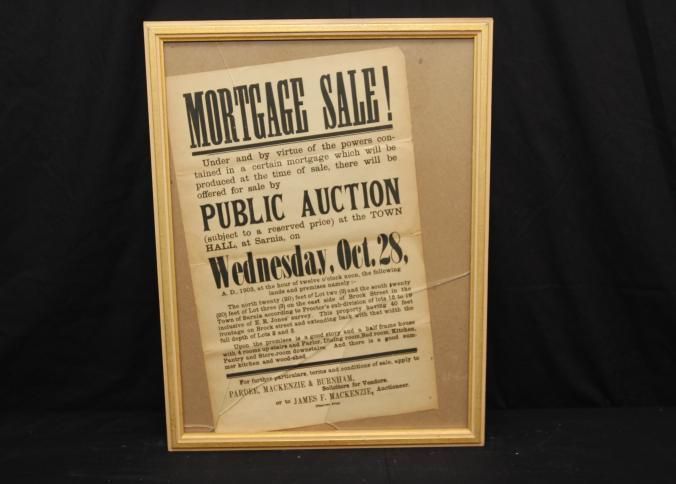 MORTGAGE SALE!
Under and by virtue of the powers con-
tained in a certain mortgage which will be
produced at the time of sale, there will be
offered for sale by
PUBLIC AUCTION
(subject to a reserved price) at the TOWN
HALL, at Sarnia, on
Wednesday, Oct. 28,
A. D., 1903, at the hour of twelve o'clock noon, the following
lands and premises namely :-
The north twenty (20) feet of Lot two (2) and the south twenty
(20) feet of Lot three (3) on the east side of Brock Street in the
Town of Sarnia according to Proctor's sub-division of lots 15 to 19
inclusive of E. R. Jones' survey. This property having 40 feet
frontage on Brock street and extending back with that width the
full depth of Lots 2 and 3.
Upon the premises is a good story and a half frame house
with 4 rooms up stairs and Parlor, Dining room, Bed room, Kitchen,
Pantry and Store-room downstairs. And there is a good sum-
mer kitchen and wood-shed
For further particulars, terms and conditions of sale, apply to
PARDEE, MACKENZIE & BURNHAM,
Solicitors for Vendors.
or to JAMES F. MACKENZIE, Auctioneer.